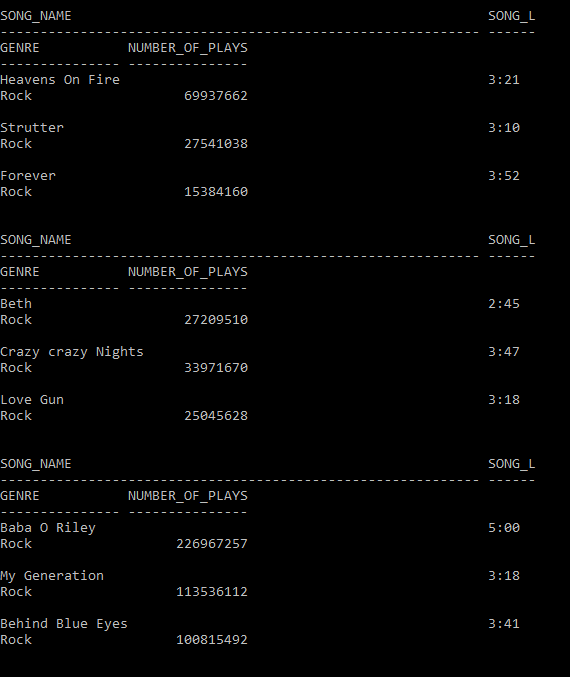 SONG_NAME                                                    SONG_L
------------------------------------------------------------ ------
GENRE           NUMBER_OF_PLAYS
--------------- ---------------
Heavens On Fire                                              3:21
Rock                   69937662

Strutter                                                     3:10
Rock                   27541038

Forever                                                      3:52
Rock                   15384160


SONG_NAME                                                    SONG_L
------------------------------------------------------------ ------
GENRE           NUMBER_OF_PLAYS
--------------- ---------------
Beth                                                         2:45
Rock                   27209510

Crazy crazy Nights                                           3:47
Rock                   33971670

Love Gun                                                     3:18
Rock                   25045628


SONG_NAME                                                    SONG_L
------------------------------------------------------------ ------
GENRE           NUMBER_OF_PLAYS
--------------- ---------------
Baba O Riley                                                 5:00
Rock                  226967257

My Generation                                                3:18
Rock                  113536112

Behind Blue Eyes                                             3:41
Rock                  100815492